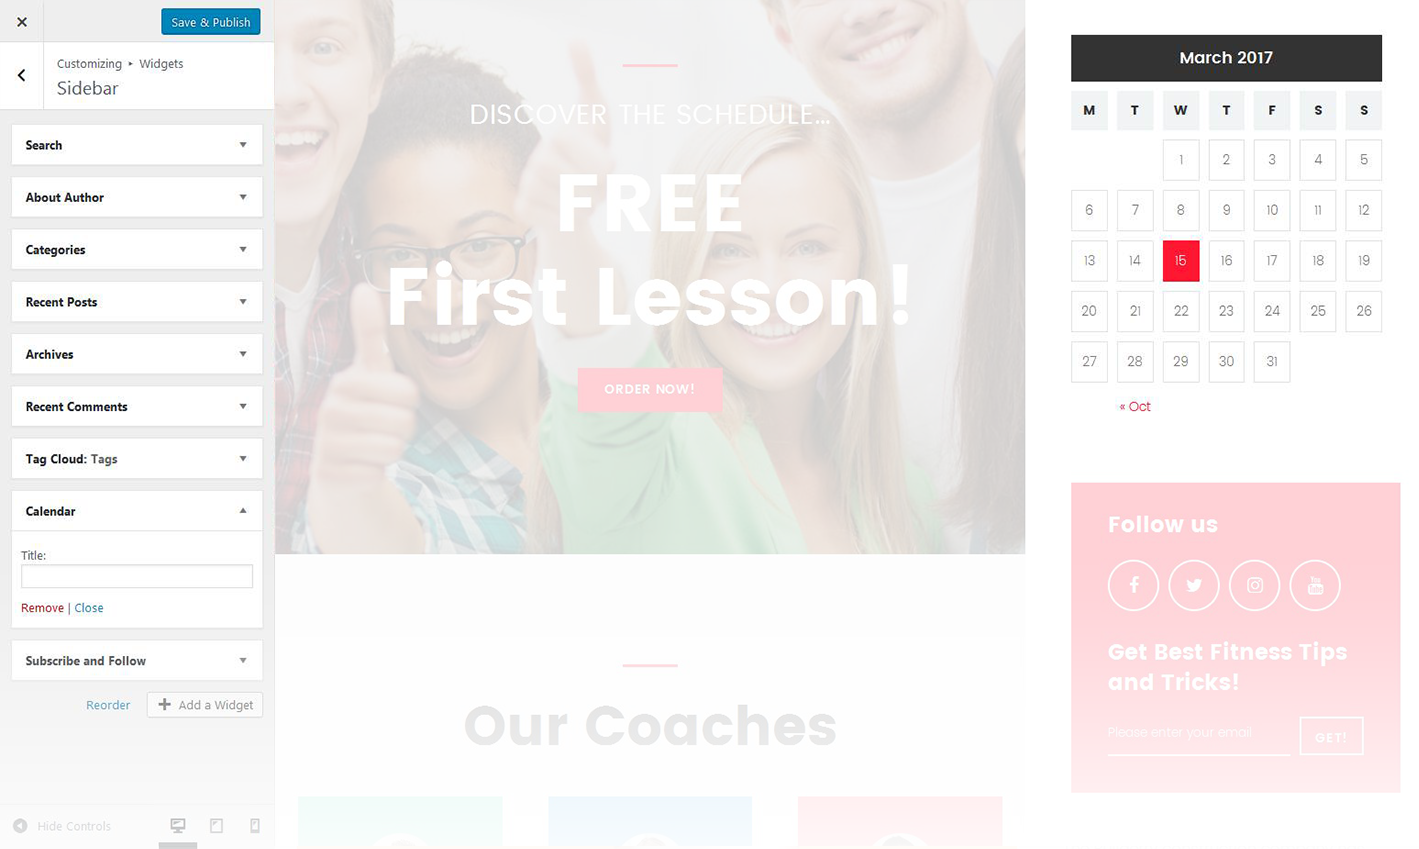 Save & Publish
Customizing ▸ Widgets
Sidebar
Search
About Author
Categories
Recent Posts
Archives
Recent Comments
Tag Cloud: Tags
Calendar
Title:
Remove | Close
Subscribe and Follow
Reorder
Add a Widget
Hide Controls
DISCOVER THE SCHEDULE...
FREE
First Lesson!
ORDER NOW!
Our Coaches
March 2017
M T W T F S S
1 2 3 4 5
6 7 8 9 10 11 12
13 14 15 16 17 18 19
20 21 22 23 24 25 26
27 28 29 30 31
« Oct
Follow us
You Tube
Get Best Fitness Tips
and Tricks!
Please enter your email
GET!